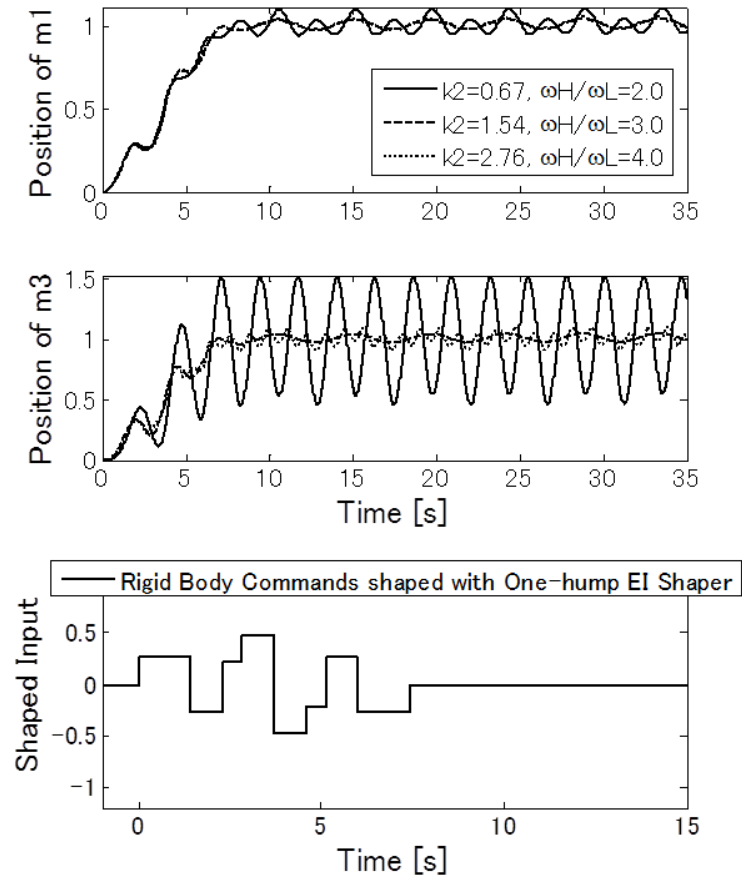 1
0.5
0
Position of m1
k2=0.67, ωH/ωL=2.0
k2=1.54, ωH/ωL=3.0
k2=2.76, ωH/ωL=4.0
0 5 10 15 20 25 30 35
1.5
1
0.5
0
Position of m3
0 5 10 15 20 25 30 35
Time [s]
Rigid Body Commands shaped with One-hump EI Shaper
0.5
0
-0.5
-1
Shaped Input
0 5 10 15
Time [s]